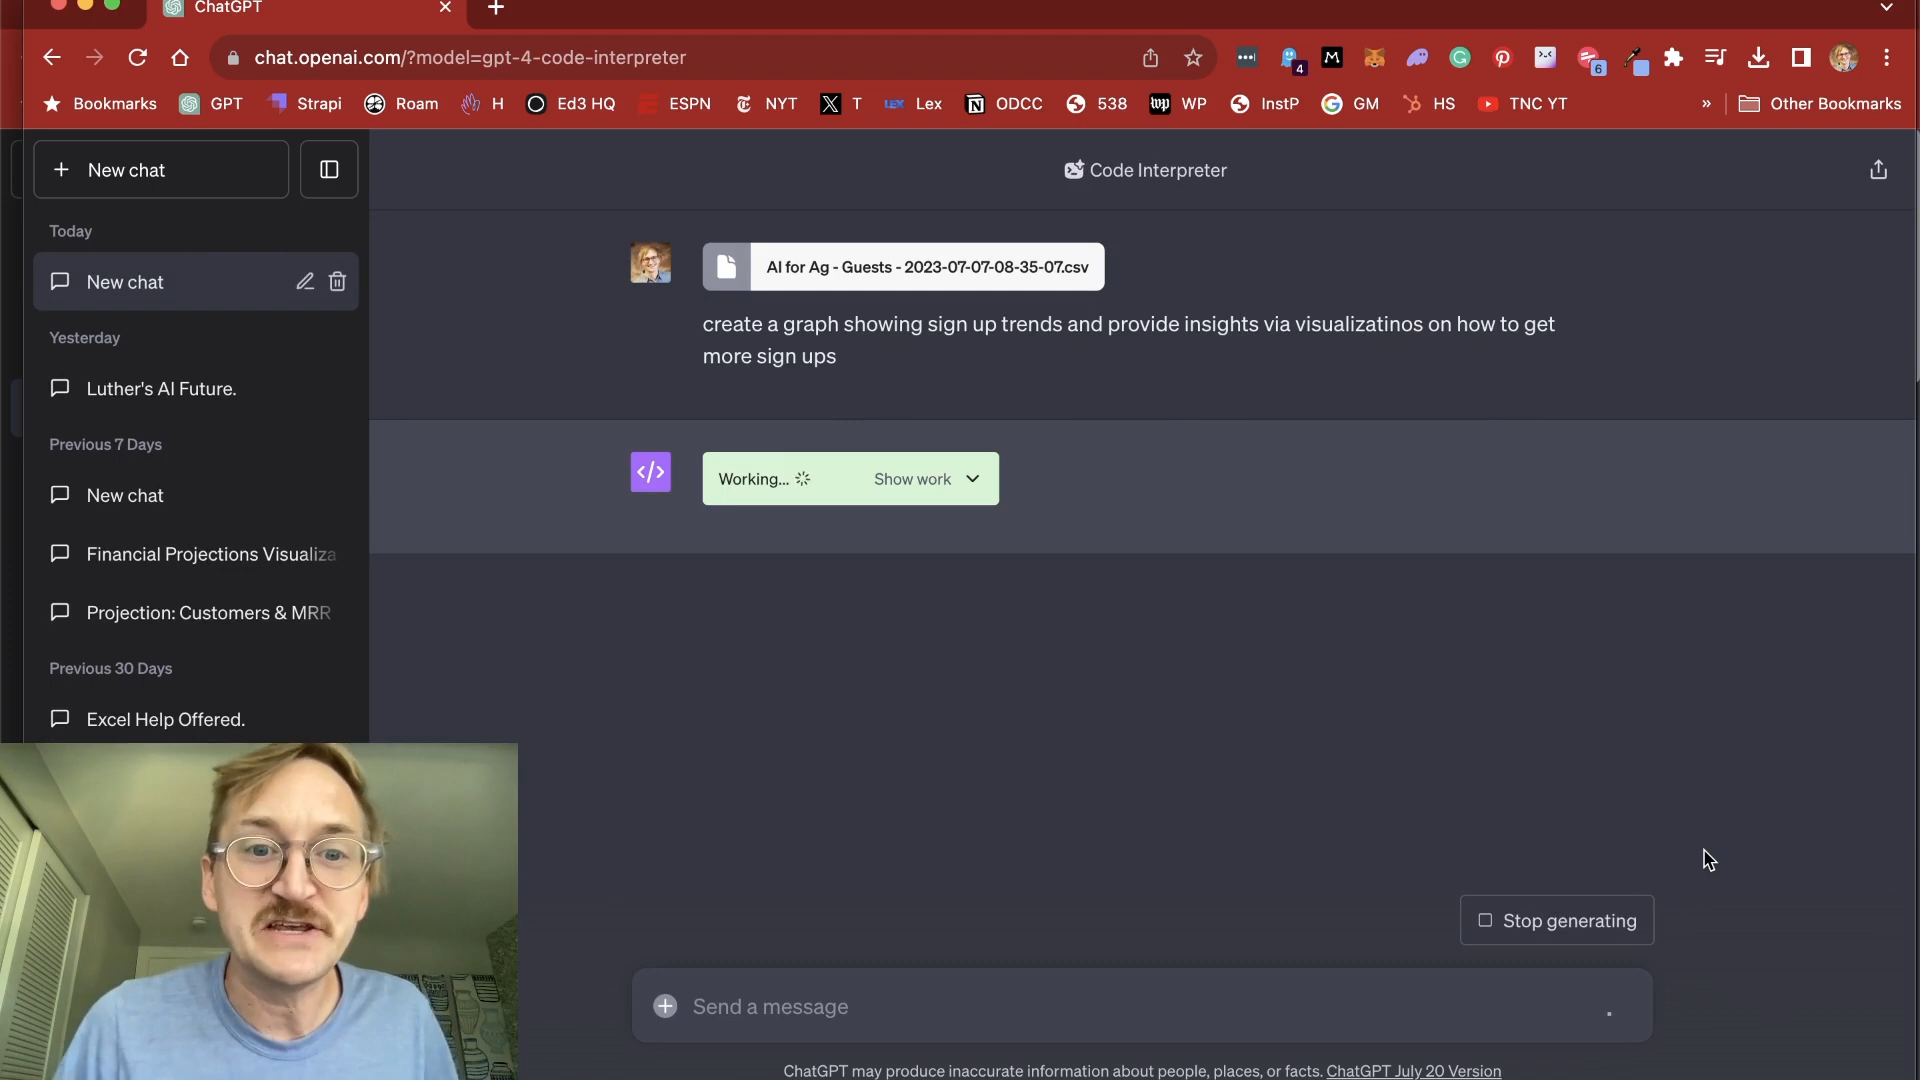 ChatGPT
chat.openai.com/?model=gpt-4-code-interpreter
4
M
6
Bookmarks
GPT
Strapi
Roam
H
Ed3 HQ
ESPN
NYT
T
LEX
Lex
ODCC
538
wp
WP
InstP
GM
HS
TNC YT
»
Other Bookmarks
+ New chat
Code Interpreter
Today
New chat
Yesterday
Luther's AI Future.
Previous 7 Days
New chat
Financial Projections Visualiza
Projection: Customers & MRR
Previous 30 Days
Excel Help Offered.
AI for Ag - Guests - 2023-07-07-08-35-07.csv
create a graph showing sign up trends and provide insights via visualizatinos on how to get
more sign ups
</>
Working...
Show work
Stop generating
Send a message
ChatGPT may produce inaccurate information about people, places, or facts. ChatGPT July 20 Version